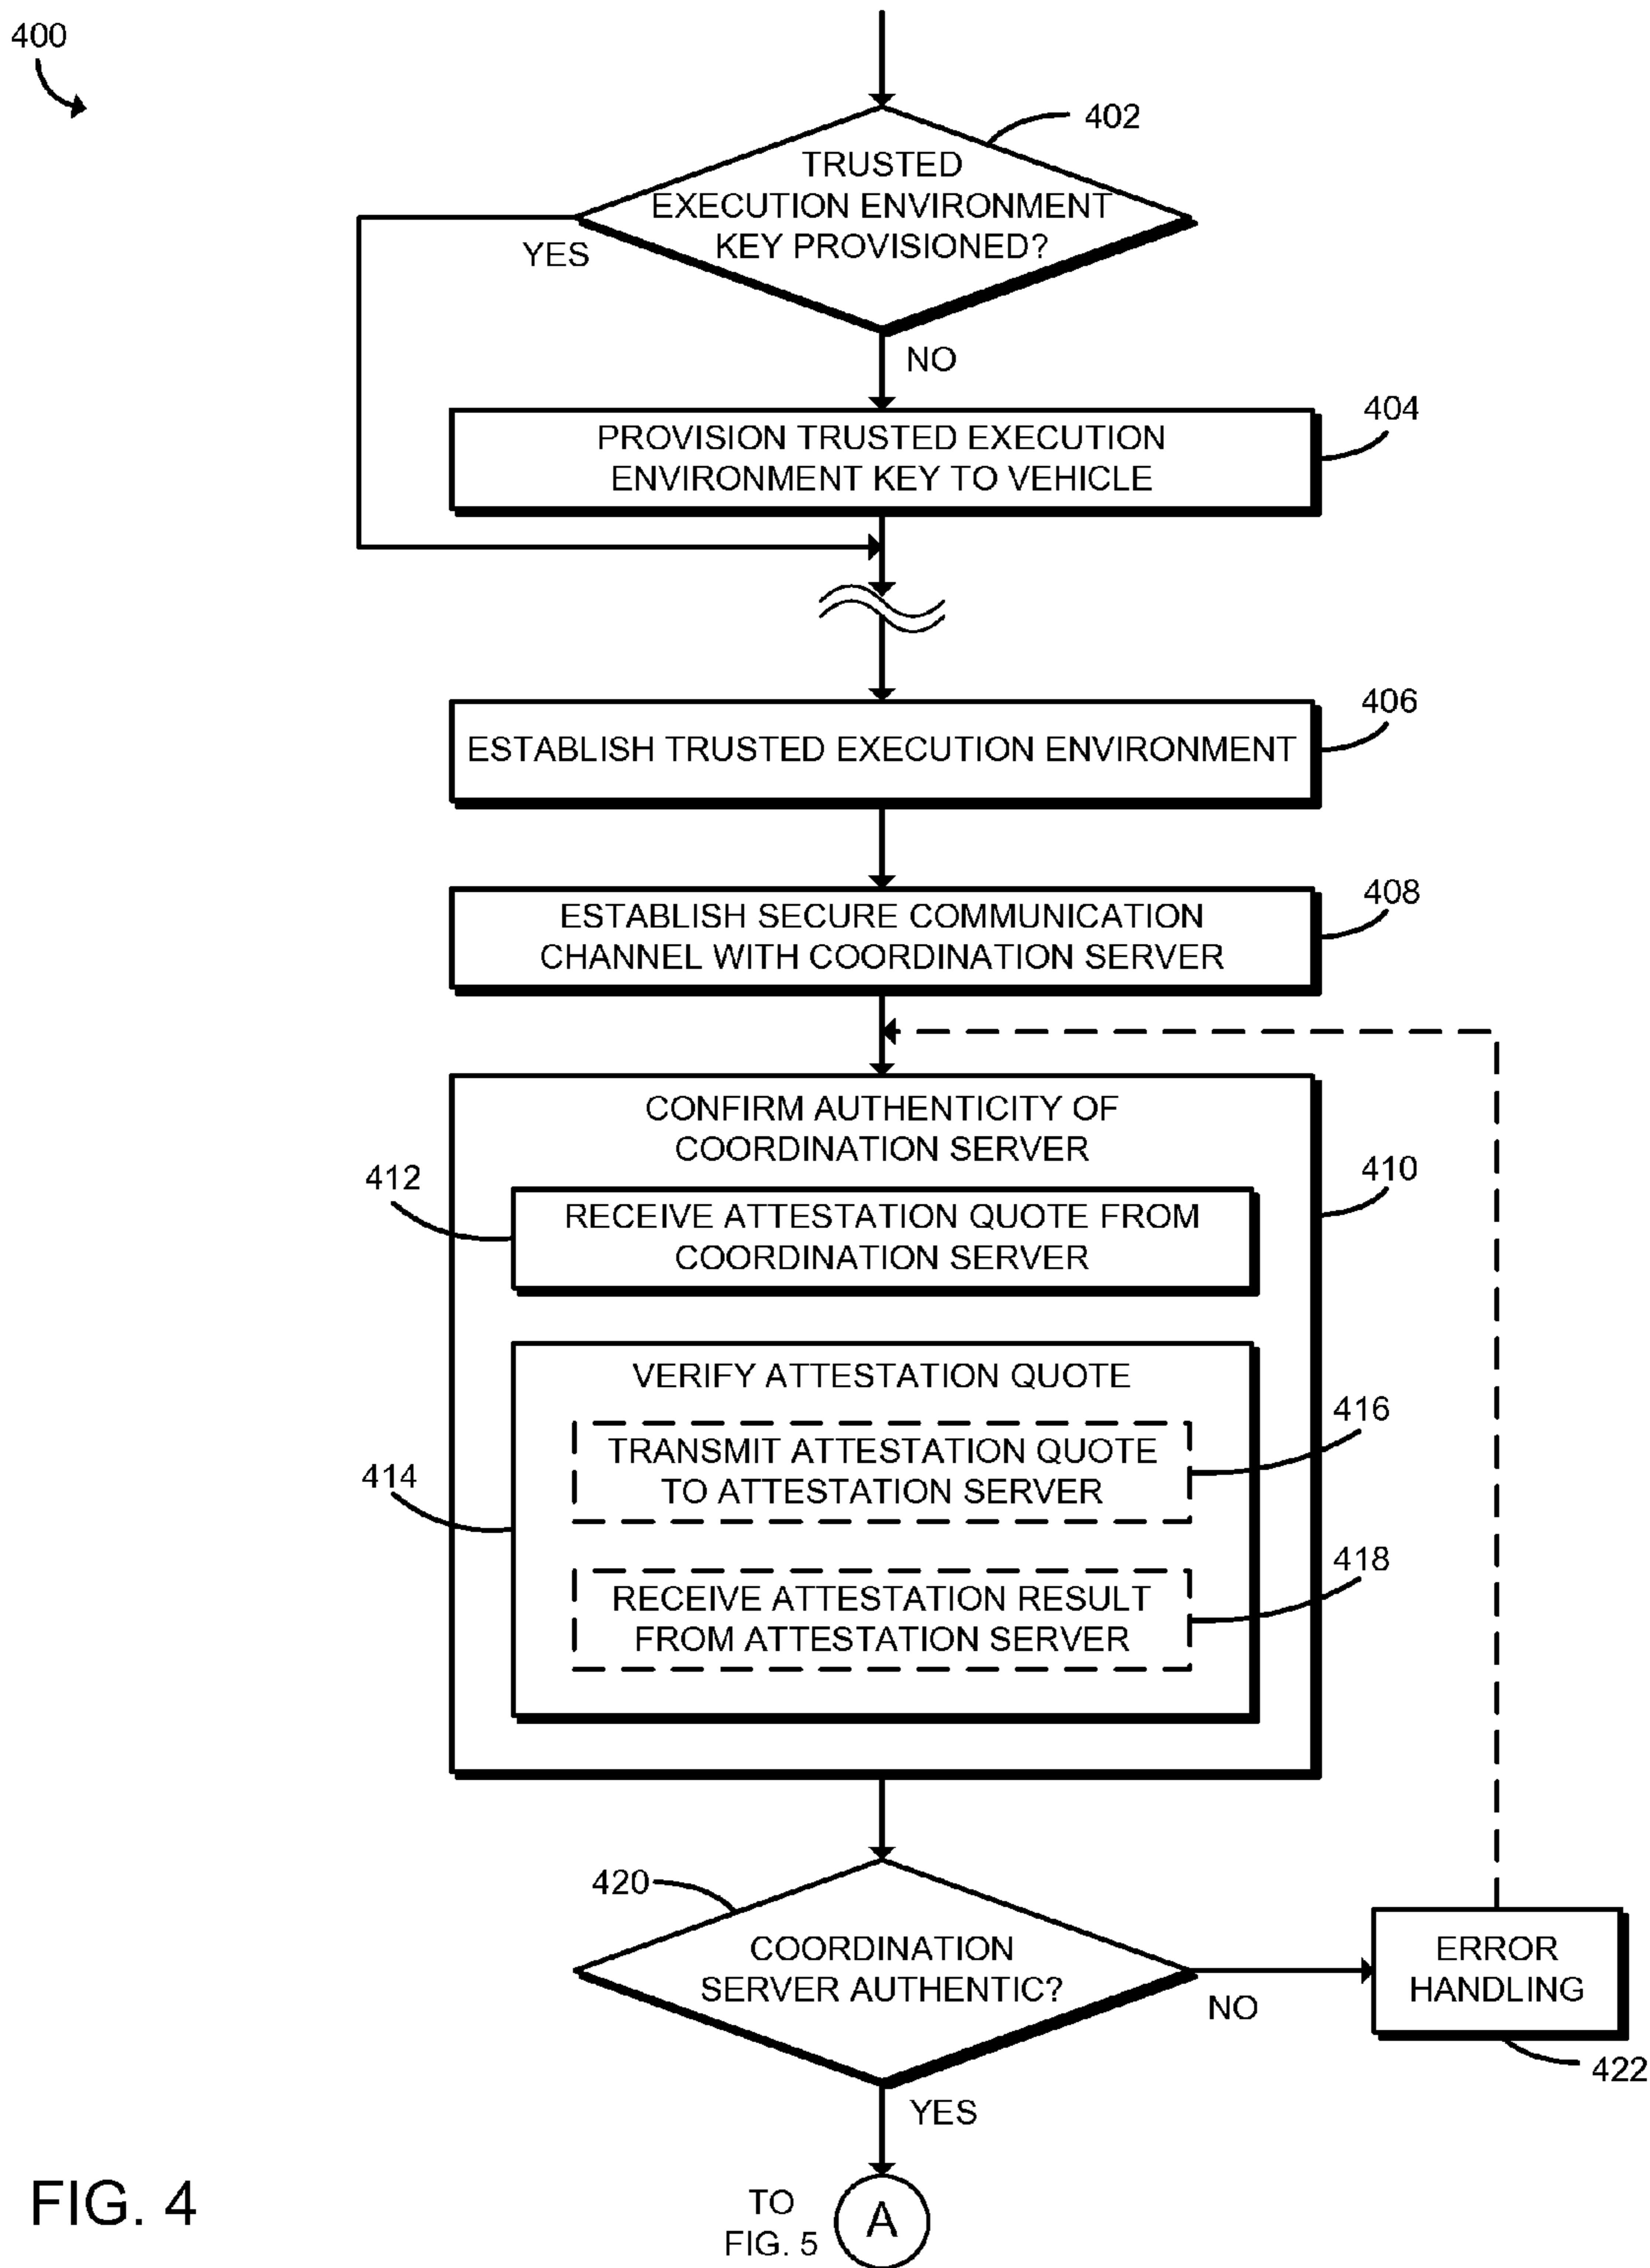 400
402
TRUSTED
EXECUTION ENVIRONMENT
KEY PROVISIONED?
YES
NO
404
PROVISION TRUSTED EXECUTION
ENVIRONMENT KEY TO VEHICLE
406
ESTABLISH TRUSTED EXECUTION ENVIRONMENT
408
ESTABLISH SECURE COMMUNICATION
CHANNEL WITH COORDINATION SERVER
CONFIRM AUTHENTICITY OF
COORDINATION SERVER
410
412
RECEIVE ATTESTATION QUOTE FROM
COORDINATION SERVER
VERIFY ATTESTATION QUOTE
414
416
TRANSMIT ATTESTATION QUOTE
TO ATTESTATION SERVER
418
RECEIVE ATTESTATION RESULT
FROM ATTESTATION SERVER
420
COORDINATION
SERVER AUTHENTIC?
NO
ERROR
HANDLING
422
YES
TO
FIG. 5
A
FIG. 4